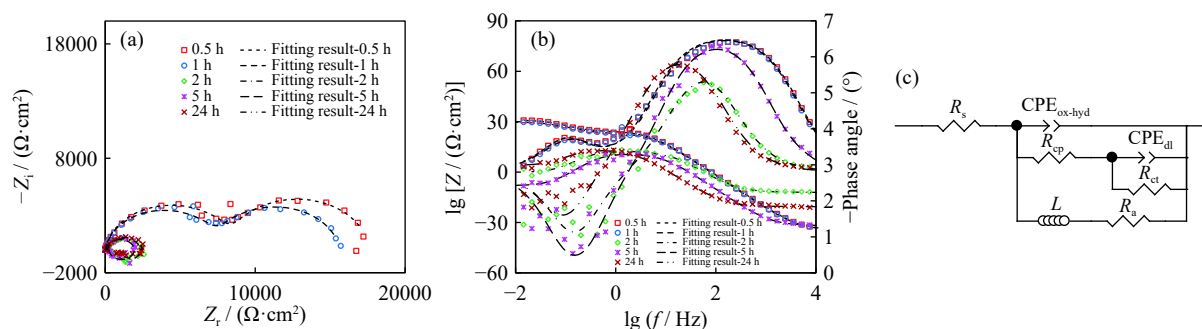 (a)
18000
8000
−2000
−Z_i / (Ω·cm²)
0.5 h
1 h
2 h
5 h
24 h
Fitting result-0.5 h
Fitting result-1 h
Fitting result-2 h
Fitting result-5 h
Fitting result-24 h
0 10000 20000
Z_r / (Ω·cm²)
(b)
90
60
30
0
−30
−60
lg [Z / (Ω·cm²)]
7
6
5
4
3
2
1
0
−Phase angle / (°)
0.5 h
1 h
2 h
5 h
24 h
Fitting result-0.5 h
Fitting result-1 h
Fitting result-2 h
Fitting result-5 h
Fitting result-24 h
−2 0 2 4
lg (f / Hz)
(c)
R_s
CPE_ox-hyd
R_cp
CPE_dl
R_ct
L
R_a